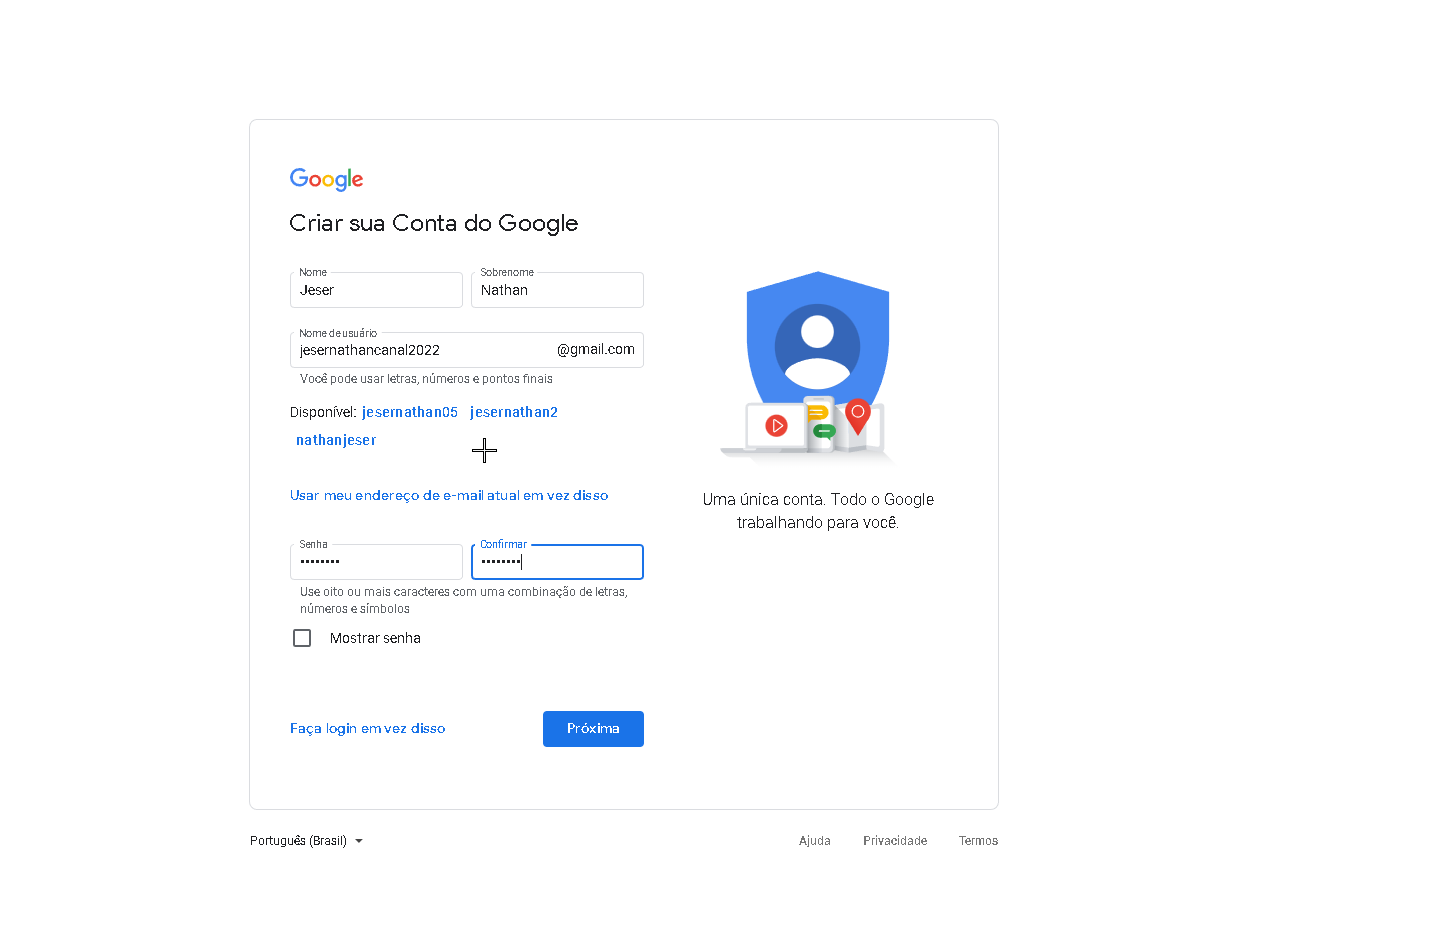 Google
Criar sua Conta do Google
Nome
Sobrenome
Jeser
Nathan
Nome de usuário
jesernathancanal2022
@gmail.com
Você pode usar letras, números e pontos finais
Disponível: jesernathan05 jesernathan2
nathanjeser
Usar meu endereço de e-mail atual em vez disso
Senha
Confirmar
••••••••
••••••••
Use oito ou mais caracteres com uma combinação de letras,
números e símbolos
Mostrar senha
Faça login em vez disso
Próxima
Uma única conta. Todo o Google
trabalhando para você.
Português (Brasil)
Ajuda
Privacidade
Termos